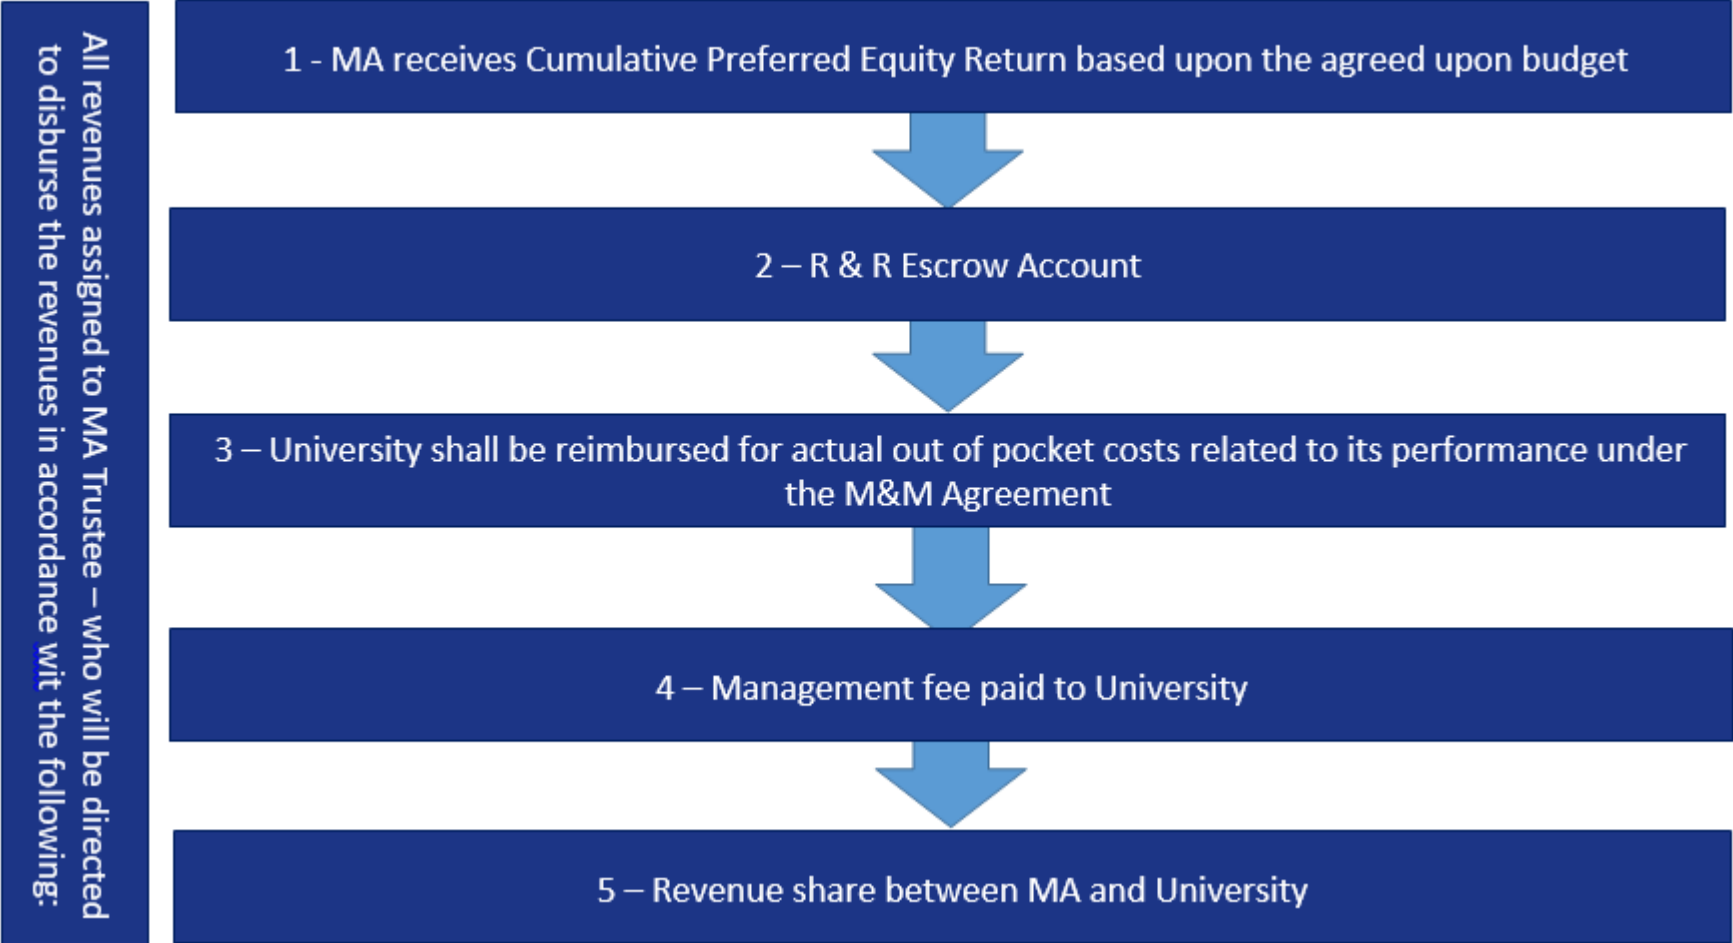 All revenues assigned to MA Trustee – who will be directed
to disburse the revenues in accordance wit the following:
1 - MA receives Cumulative Preferred Equity Return based upon the agreed upon budget
2 – R & R Escrow Account
3 – University shall be reimbursed for actual out of pocket costs related to its performance under
the M&M Agreement
4 – Management fee paid to University
5 – Revenue share between MA and University